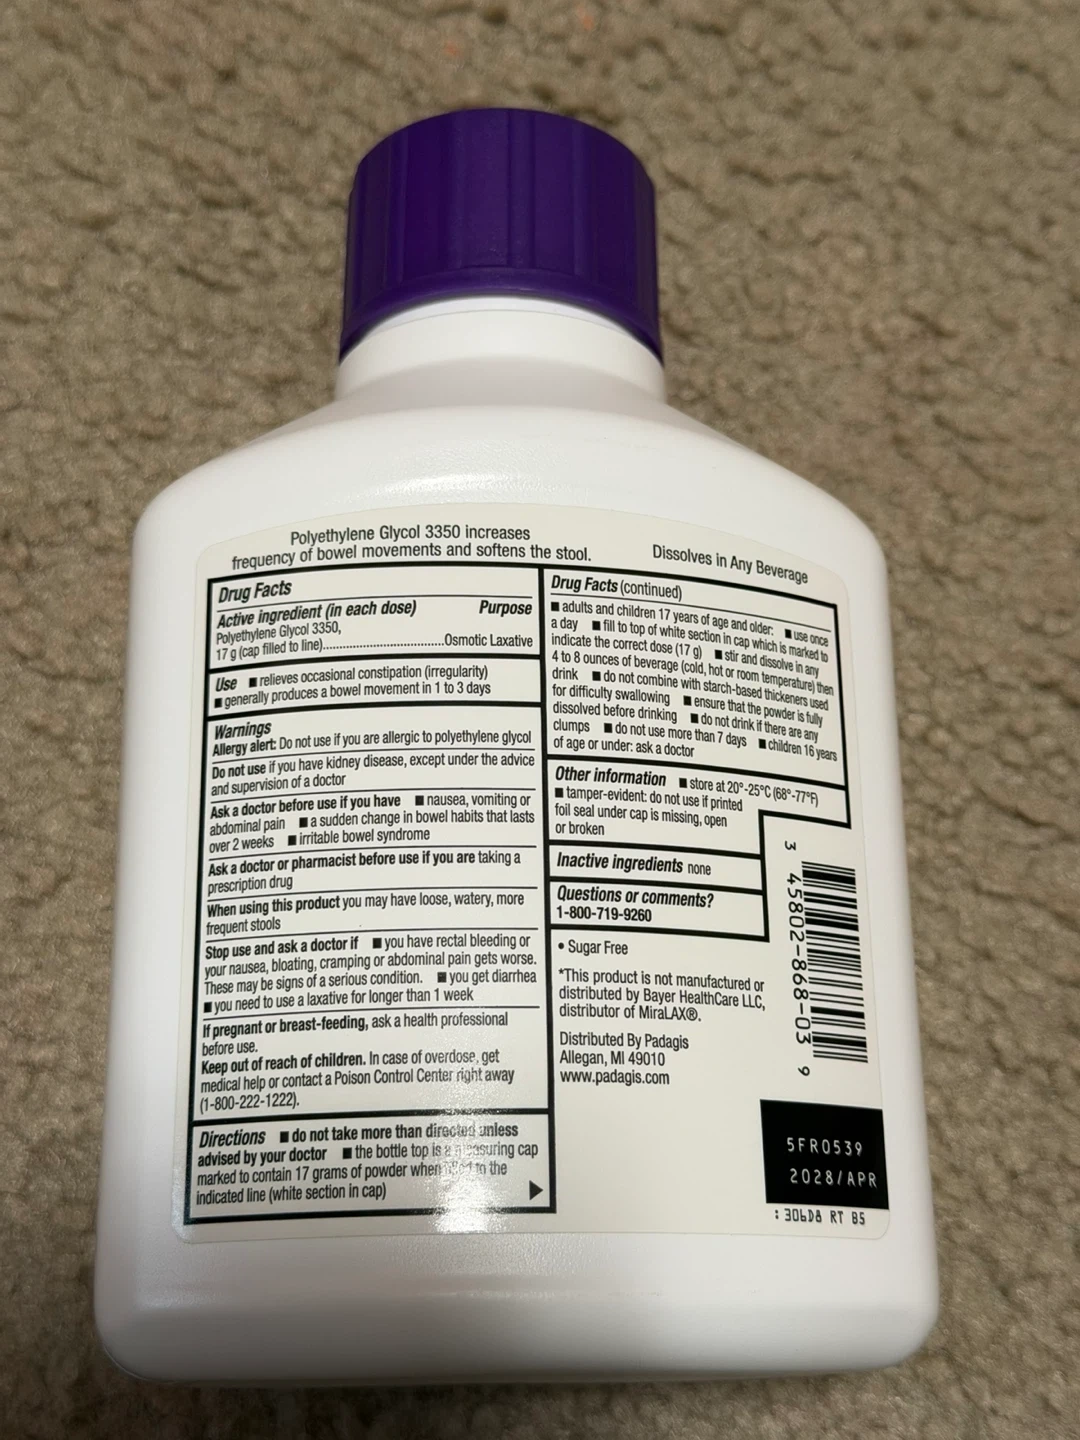 Polyethylene Glycol 3350 increases
frequency of bowel movements and softens the stool.
Dissolves in Any Beverage
Drug Facts
Active ingredient (in each dose) Purpose
Polyethylene Glycol 3350,
17 g (cap filled to line)......................................Osmotic Laxative
Use ■ relieves occasional constipation (irregularity)
■ generally produces a bowel movement in 1 to 3 days
Warnings
Allergy alert: Do not use if you are allergic to polyethylene glycol
Do not use if you have kidney disease, except under the advice
and supervision of a doctor
Ask a doctor before use if you have ■ nausea, vomiting or
abdominal pain ■ a sudden change in bowel habits that lasts
over 2 weeks ■ irritable bowel syndrome
Ask a doctor or pharmacist before use if you are taking a
prescription drug
When using this product you may have loose, watery, more
frequent stools
Stop use and ask a doctor if ■ you have rectal bleeding or
your nausea, bloating, cramping or abdominal pain gets worse.
These may be signs of a serious condition. ■ you get diarrhea
■ you need to use a laxative for longer than 1 week
If pregnant or breast-feeding, ask a health professional
before use.
Keep out of reach of children. In case of overdose, get
medical help or contact a Poison Control Center right away
(1-800-222-1222).
Directions ■ do not take more than directed unless
advised by your doctor ■ the bottle top is a measuring cap
marked to contain 17 grams of powder when filled to the
indicated line (white section in cap)
Drug Facts (continued)
■ adults and children 17 years of age and older: ■ use once
a day ■ fill to top of white section in cap which is marked to
indicate the correct dose (17 g) ■ stir and dissolve in any
4 to 8 ounces of beverage (cold, hot or room temperature) then
drink ■ do not combine with starch-based thickeners used
for difficulty swallowing ■ ensure that the powder is fully
dissolved before drinking ■ do not drink if there are any
clumps ■ do not use more than 7 days ■ children 16 years
of age or under: ask a doctor
Other information ■ store at 20°-25°C (68°-77°F)
■ tamper-evident: do not use if printed
foil seal under cap is missing, open
or broken
Inactive ingredients none
Questions or comments?
1-800-719-9260
• Sugar Free
*This product is not manufactured or
distributed by Bayer HealthCare LLC,
distributor of MiraLAX®.
Distributed By Padagis
Allegan, MI 49010
www.padagis.com
3 45802-868-03 9
5FR0539
2028/APR
: 306D8 RT B5